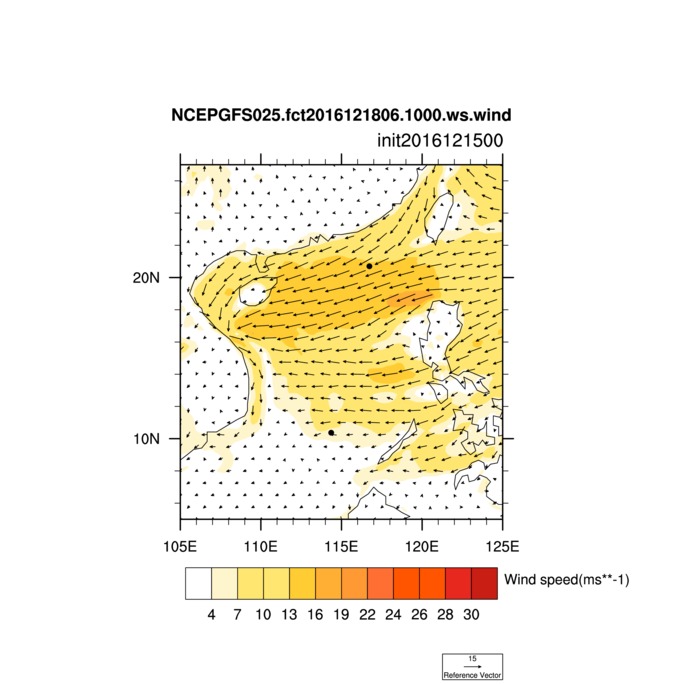 NCEPGFS025.fct2016121806.1000.ws.wind
init2016121500
20N
10N
105E 110E 115E 120E 125E
Wind speed(ms**-1)
4 7 10 13 16 19 22 24 26 28 30
15
Reference Vector